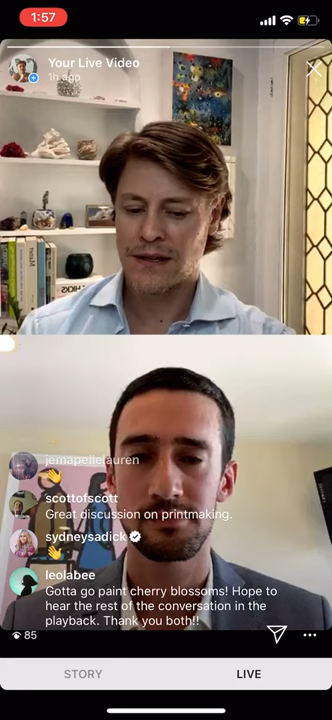 1:57
Your Live Video
1h ago
jemapellelauren
👋
scottofscott
Great discussion on printmaking.
sydneysadick
👋
leolabee
Gotta go paint cherry blossoms! Hope to
hear the rest of the conversation in the
playback. Thank you both!!
85
STORY
LIVE